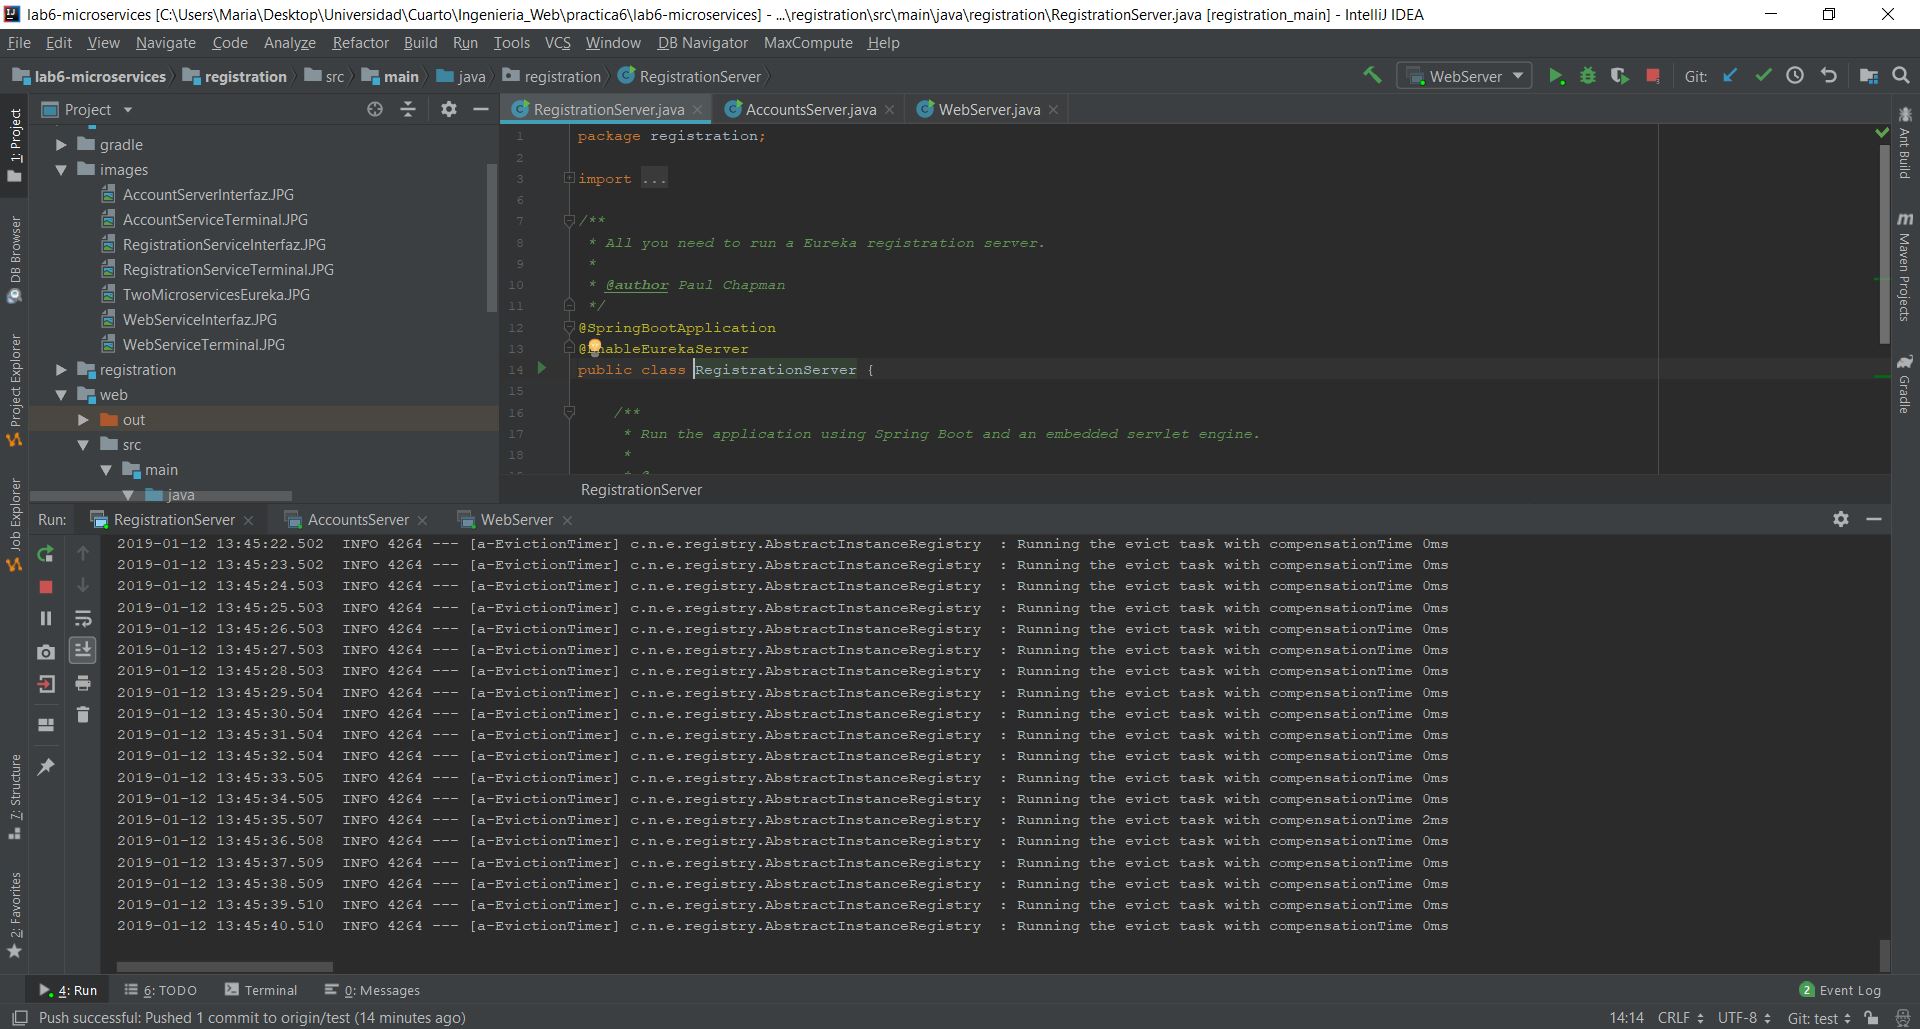 lab6-microservices [C:\Users\Maria\Desktop\Universidad\Cuarto\Ingenieria_Web\practica6\lab6-microservices] - ...\registration\src\main\java\registration\RegistrationServer.java [registration_main] - IntelliJ IDEA
File Edit View Navigate Code Analyze Refactor Build Run Tools VCS Window DB Navigator MaxCompute Help
lab6-microservices registration src main java registration RegistrationServer WebServer Git:
Project RegistrationServer.java AccountsServer.java WebServer.java
1: Project
DB Browser
Project Explorer
Job Explorer
7: Structure
2: Favorites
gradle
images
AccountServerInterfaz.JPG
AccountServiceTerminal.JPG
RegistrationServiceInterfaz.JPG
RegistrationServiceTerminal.JPG
TwoMicroservicesEureka.JPG
WebServiceInterfaz.JPG
WebServiceTerminal.JPG
registration
web
out
src
main
java
1 package registration;
2
3 import ...
6
7 /**
8 * All you need to run a Eureka registration server.
9 *
10 * @author Paul Chapman
11 */
12 @SpringBootApplication
13 @EnableEurekaServer
14 public class RegistrationServer {
15
16 /**
17 * Run the application using Spring Boot and an embedded servlet engine.
18 *
RegistrationServer
Ant Build
Maven Projects
Gradle
Run: RegistrationServer AccountsServer WebServer
2019-01-12 13:45:22.502 INFO 4264 --- [a-EvictionTimer] c.n.e.registry.AbstractInstanceRegistry : Running the evict task with compensationTime 0ms
2019-01-12 13:45:23.502 INFO 4264 --- [a-EvictionTimer] c.n.e.registry.AbstractInstanceRegistry : Running the evict task with compensationTime 0ms
2019-01-12 13:45:24.503 INFO 4264 --- [a-EvictionTimer] c.n.e.registry.AbstractInstanceRegistry : Running the evict task with compensationTime 0ms
2019-01-12 13:45:25.503 INFO 4264 --- [a-EvictionTimer] c.n.e.registry.AbstractInstanceRegistry : Running the evict task with compensationTime 0ms
2019-01-12 13:45:26.503 INFO 4264 --- [a-EvictionTimer] c.n.e.registry.AbstractInstanceRegistry : Running the evict task with compensationTime 0ms
2019-01-12 13:45:27.503 INFO 4264 --- [a-EvictionTimer] c.n.e.registry.AbstractInstanceRegistry : Running the evict task with compensationTime 0ms
2019-01-12 13:45:28.503 INFO 4264 --- [a-EvictionTimer] c.n.e.registry.AbstractInstanceRegistry : Running the evict task with compensationTime 0ms
2019-01-12 13:45:29.504 INFO 4264 --- [a-EvictionTimer] c.n.e.registry.AbstractInstanceRegistry : Running the evict task with compensationTime 0ms
2019-01-12 13:45:30.504 INFO 4264 --- [a-EvictionTimer] c.n.e.registry.AbstractInstanceRegistry : Running the evict task with compensationTime 0ms
2019-01-12 13:45:31.504 INFO 4264 --- [a-EvictionTimer] c.n.e.registry.AbstractInstanceRegistry : Running the evict task with compensationTime 0ms
2019-01-12 13:45:32.504 INFO 4264 --- [a-EvictionTimer] c.n.e.registry.AbstractInstanceRegistry : Running the evict task with compensationTime 0ms
2019-01-12 13:45:33.505 INFO 4264 --- [a-EvictionTimer] c.n.e.registry.AbstractInstanceRegistry : Running the evict task with compensationTime 0ms
2019-01-12 13:45:34.505 INFO 4264 --- [a-EvictionTimer] c.n.e.registry.AbstractInstanceRegistry : Running the evict task with compensationTime 0ms
2019-01-12 13:45:35.507 INFO 4264 --- [a-EvictionTimer] c.n.e.registry.AbstractInstanceRegistry : Running the evict task with compensationTime 2ms
2019-01-12 13:45:36.508 INFO 4264 --- [a-EvictionTimer] c.n.e.registry.AbstractInstanceRegistry : Running the evict task with compensationTime 0ms
2019-01-12 13:45:37.509 INFO 4264 --- [a-EvictionTimer] c.n.e.registry.AbstractInstanceRegistry : Running the evict task with compensationTime 0ms
2019-01-12 13:45:38.509 INFO 4264 --- [a-EvictionTimer] c.n.e.registry.AbstractInstanceRegistry : Running the evict task with compensationTime 0ms
2019-01-12 13:45:39.510 INFO 4264 --- [a-EvictionTimer] c.n.e.registry.AbstractInstanceRegistry : Running the evict task with compensationTime 0ms
2019-01-12 13:45:40.510 INFO 4264 --- [a-EvictionTimer] c.n.e.registry.AbstractInstanceRegistry : Running the evict task with compensationTime 0ms
4: Run 6: TODO Terminal 0: Messages 2 Event Log
Push successful: Pushed 1 commit to origin/test (14 minutes ago) 14:14 CRLF UTF-8 Git: test